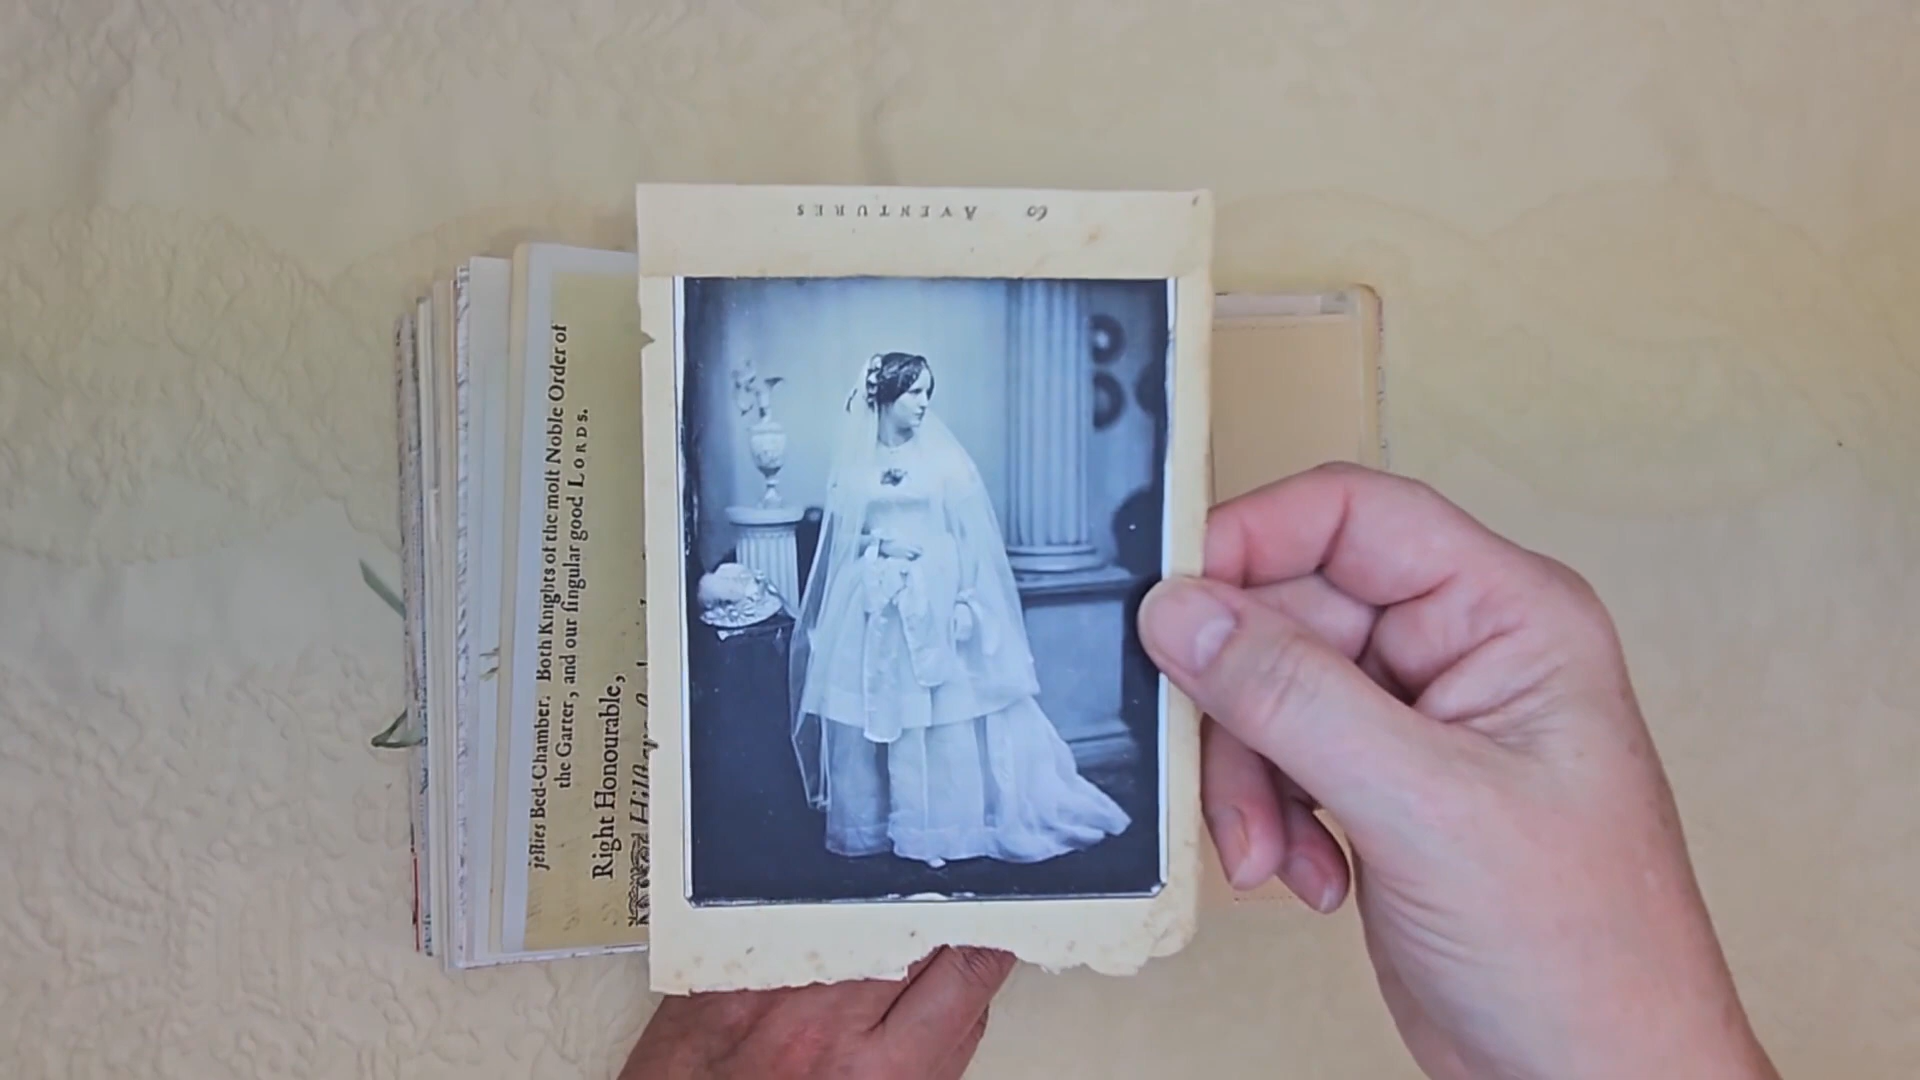 AVENTURES
jeſties Bed-Chamber. Both Knights of the moſt Noble Order of
the Garter, and our ſingular good LORDS.
Right Honourable,